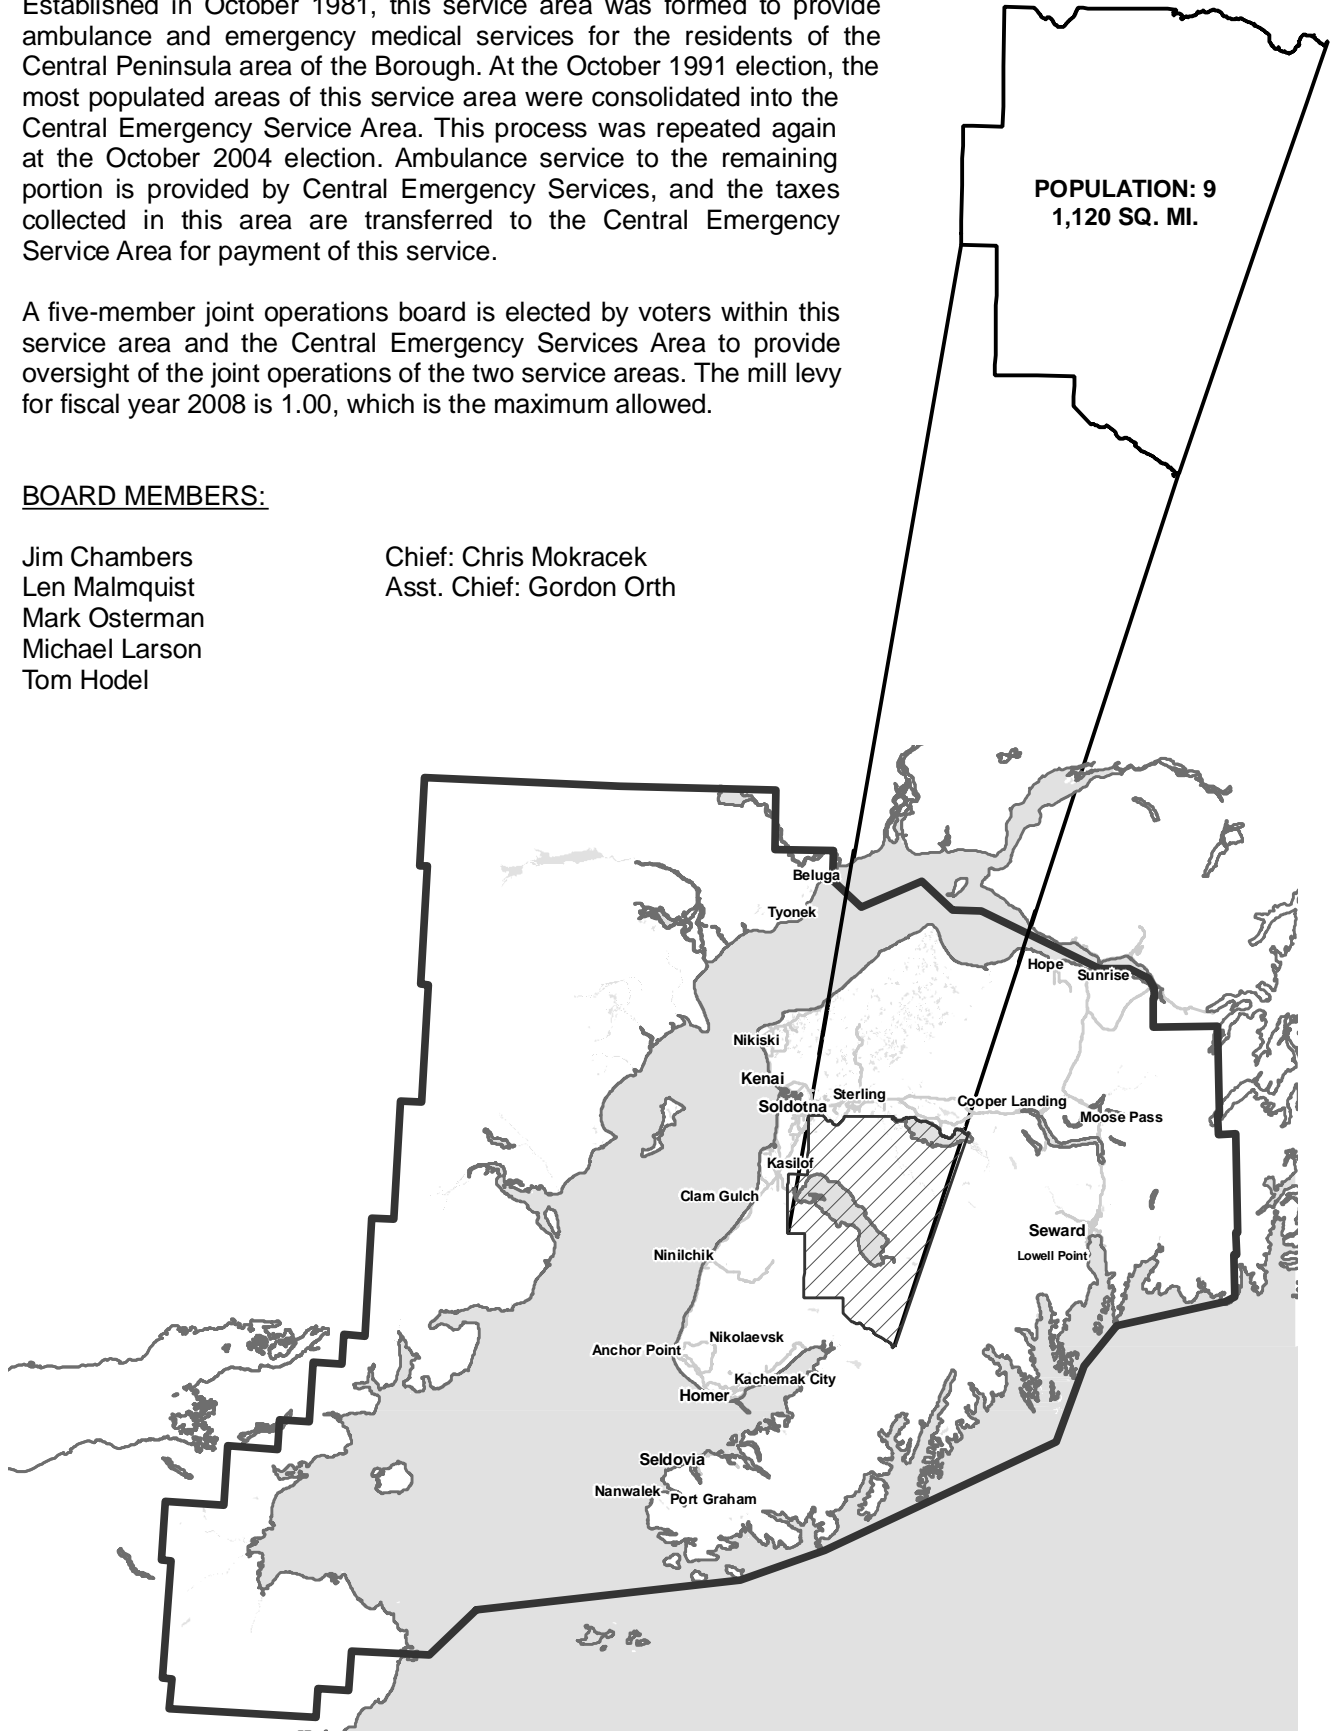 Established in October 1981, this service area was formed to provide
ambulance and emergency medical services for the residents of the
Central Peninsula area of the Borough. At the October 1991 election, the
most populated areas of this service area were consolidated into the
Central Emergency Service Area. This process was repeated again
at the October 2004 election. Ambulance service to the remaining
portion is provided by Central Emergency Services, and the taxes
collected in this area are transferred to the Central Emergency
Service Area for payment of this service.
POPULATION: 9
1,120 SQ. MI.
A five-member joint operations board is elected by voters within this
service area and the Central Emergency Services Area to provide
oversight of the joint operations of the two service areas. The mill levy
for fiscal year 2008 is 1.00, which is the maximum allowed.
BOARD MEMBERS:
Jim Chambers
Len Malmquist
Mark Osterman
Michael Larson
Tom Hodel
Chief: Chris Mokracek
Asst. Chief: Gordon Orth
Beluga
Tyonek
Hope
Sunrise
Nikiski
Kenai
Sterling
Soldotna
Cooper Landing
Moose Pass
Kasilof
Clam Gulch
Seward
Ninilchik
Lowell Point
Nikolaevsk
Anchor Point
Kachemak City
Homer
Seldovia
Nanwalek
Port Graham